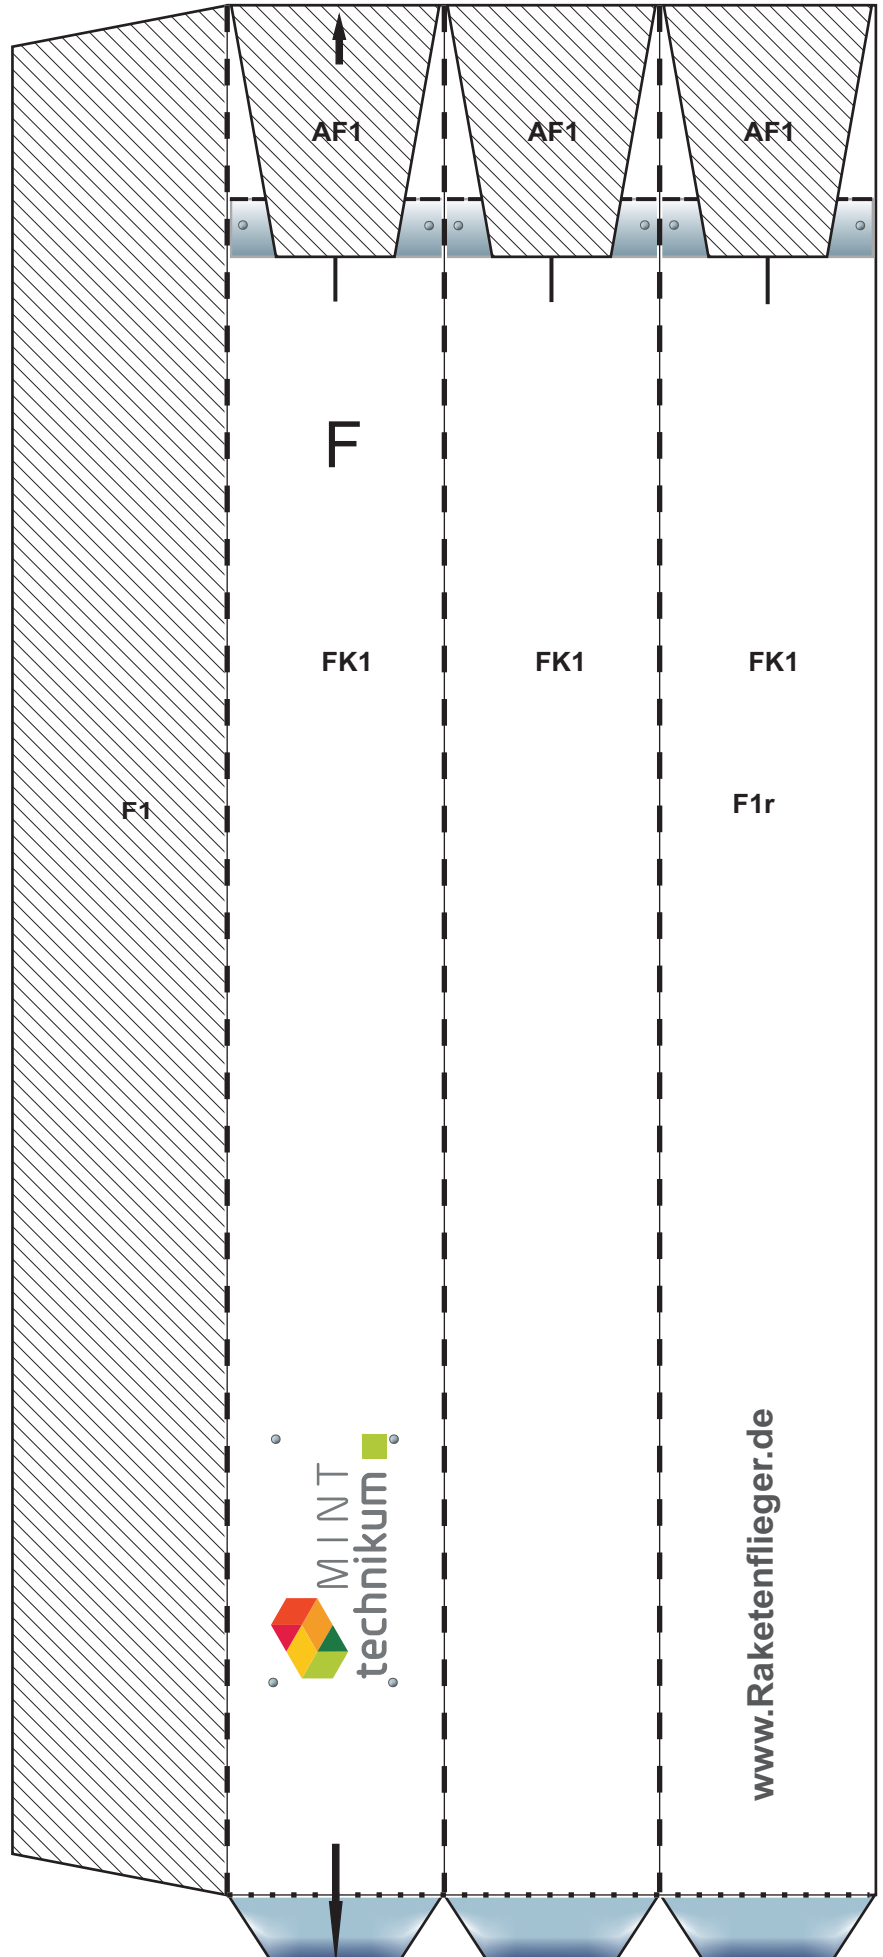 AF1
AF1
AF1
F
FK1
FK1
FK1
F1
F1r
MINT
technikum
www.Raketenflieger.de